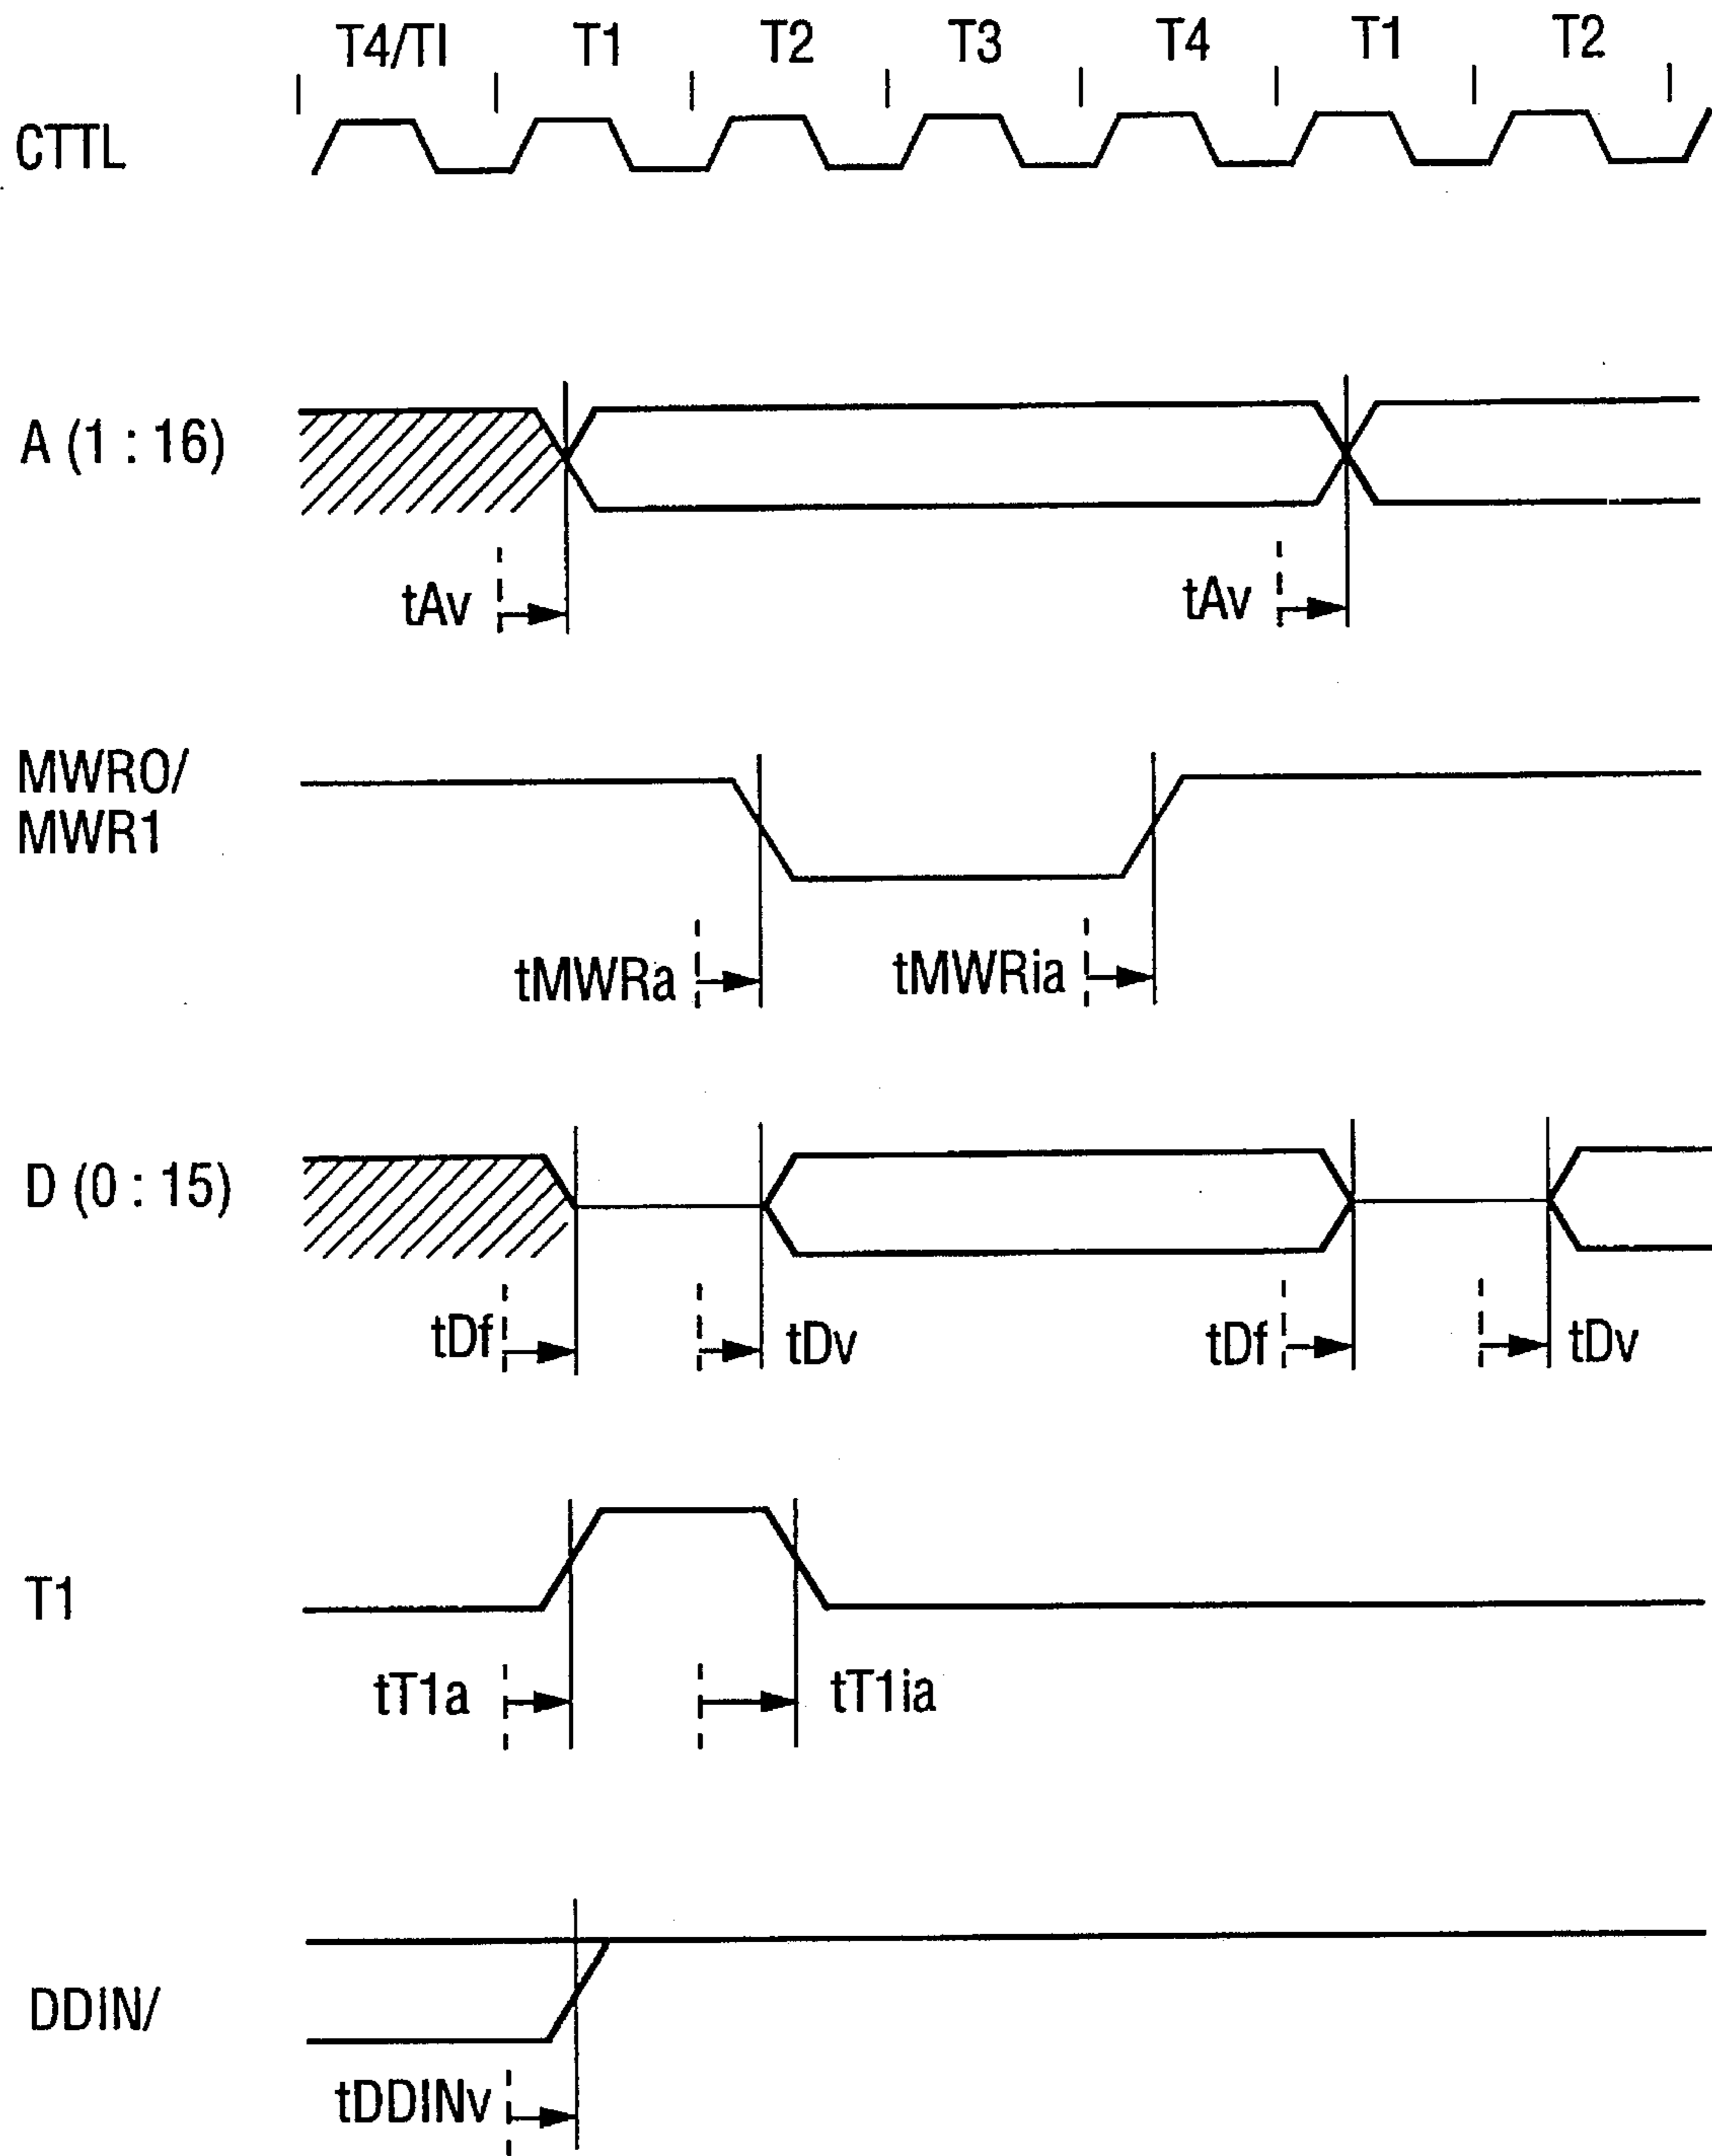 T4/TI T1 T2 T3 T4 T1 T2
CTTL
A (1 : 16)
tAv tAv
MWRO/
MWR1
tMWRa tMWRia
D (0 : 15)
tDf tDv tDf tDv
T1
tT1a tT1ia
DDIN/
tDDINv